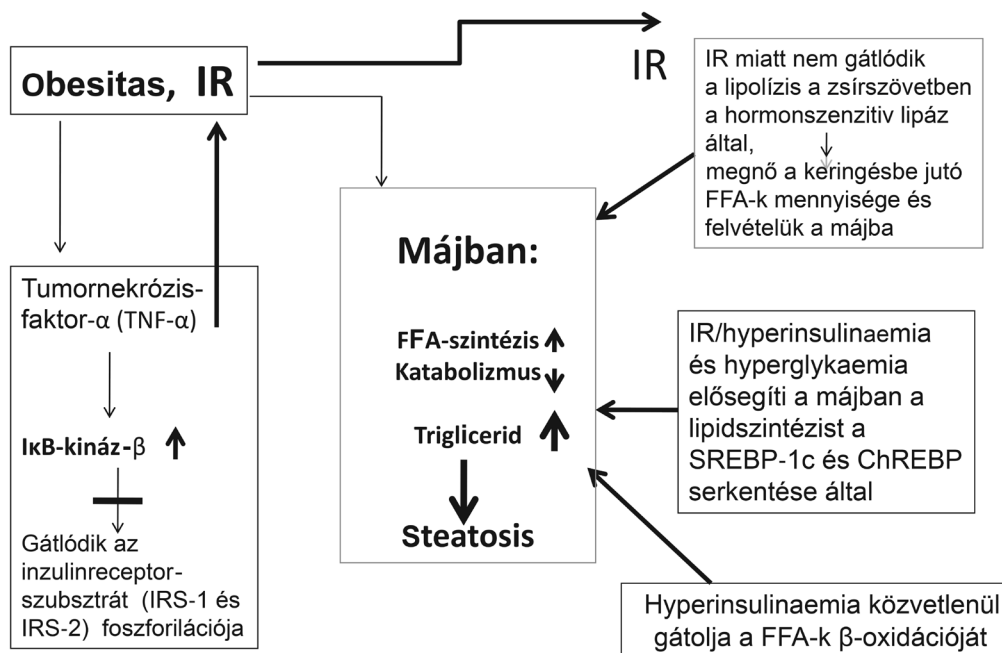 Obesitas, IR
IR
IR miatt nem gátlódik
a lipolízis a zsírszövetben
a hormonszenzitiv lipáz
által,
megnő a keringésbe jutó
FFA-k mennyisége és
felvételük a májba
Májban:
FFA-szintézis
Katabolizmus
Triglicerid
Steatosis
Tumornekrózis-
faktor-α (TNF-α)
IκB-kináz-β
Gátlódik az
inzulinreceptor-
szubsztrát (IRS-1 és
IRS-2) foszforilációja
IR/hyperinsulinaemia
és hyperglykaemia
elősegíti a májban a
lipidszintézist a
SREBP-1c és ChREBP
serkentése által
Hyperinsulinaemia közvetlenül
gátolja a FFA-k β-oxidációját